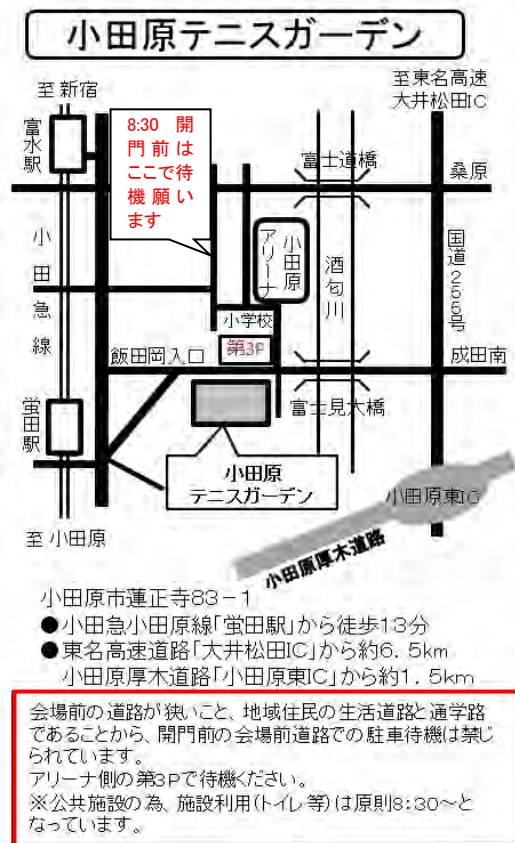 小田原テニスガーデン
至新宿
至東名高速
大井松田IC
富水駅
8:30 開
門前は
ここで待
機願い
ます
富士道橋
桑原
小田急線
小田原
アリーナ
酒匂川
国道255号
小学校
第3P
飯田岡入口
成田南
蛍田駅
富士見大橋
小田原
テニスガーデン
小田原東IC
至小田原
小田原厚木道路
小田原市蓮正寺83-1
●小田急小田原線「蛍田駅」から徒歩13分
●東名高速道路「大井松田IC」から約6.5km
小田原厚木道路「小田原東IC」から約1.5km
会場前の道路が狭いこと、地域住民の生活道路と通学路
であることから、開門前の会場前道路での駐車待機は禁じ
られています。
アリーナ側の第3Pで待機ください。
※公共施設の為、施設利用(トイレ等)は原則8:30～と
なっています。